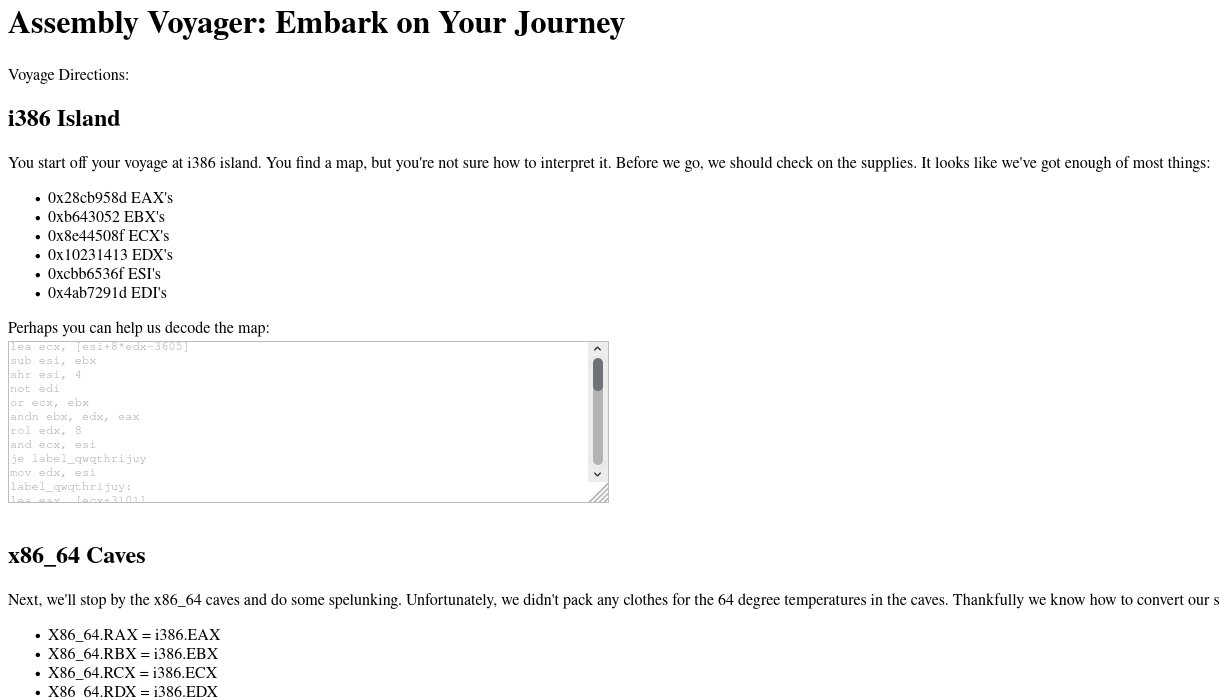 Assembly Voyager: Embark on Your Journey
Voyage Directions:
i386 Island
You start off your voyage at i386 island. You find a map, but you're not sure how to interpret it. Before we go, we should check on the supplies. It looks like we've got enough of most things:
0x28cb958d EAX's
0xb643052 EBX's
0x8e44508f ECX's
0x10231413 EDX's
0xcbb6536f ESI's
0x4ab7291d EDI's
Perhaps you can help us decode the map:
lea ecx, [esi+8*edx-3605]
sub esi, ebx
shr esi, 4
not edi
or ecx, ebx
andn ebx, edx, eax
rol edx, 8
and ecx, esi
je label_qwqthrijuy
mov edx, esi
label_qwqthrijuy:
lea eax, [ecx+3101]
x86_64 Caves
Next, we'll stop by the x86_64 caves and do some spelunking. Unfortunately, we didn't pack any clothes for the 64 degree temperatures in the caves. Thankfully we know how to convert our s
X86_64.RAX = i386.EAX
X86_64.RBX = i386.EBX
X86_64.RCX = i386.ECX
X86_64.RDX = i386.EDX